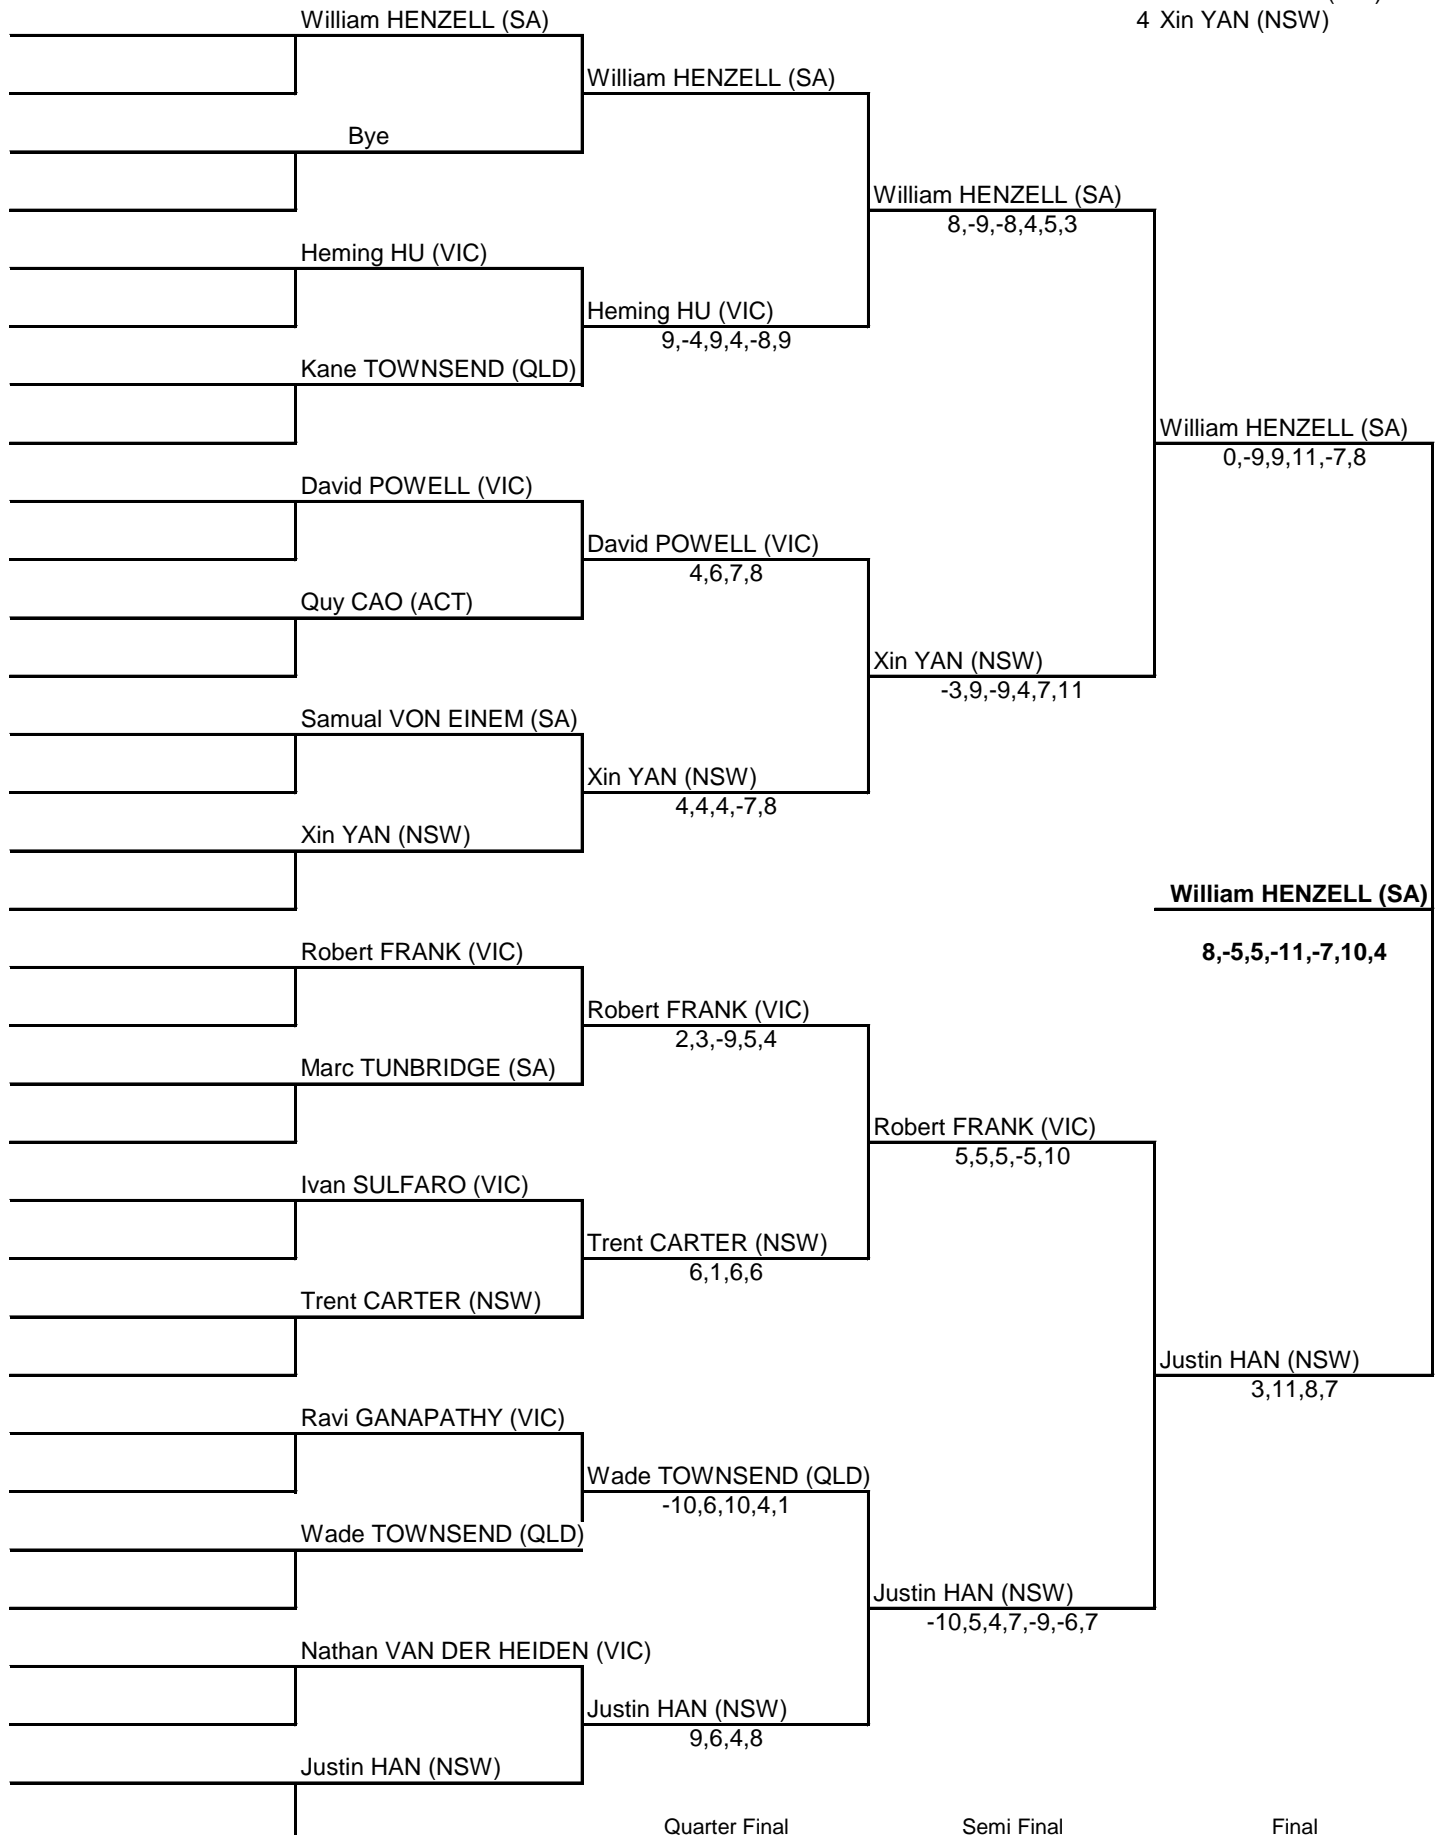 William HENZELL (SA)
4 Xin YAN (NSW)
William HENZELL (SA)
Bye
William HENZELL (SA)
8,-9,-8,4,5,3
Heming HU (VIC)
Heming HU (VIC)
9,-4,9,4,-8,9
Kane TOWNSEND (QLD)
William HENZELL (SA)
0,-9,9,11,-7,8
David POWELL (VIC)
David POWELL (VIC)
4,6,7,8
Quy CAO (ACT)
Xin YAN (NSW)
-3,9,-9,4,7,11
Samual VON EINEM (SA)
Xin YAN (NSW)
4,4,4,-7,8
Xin YAN (NSW)
William HENZELL (SA)
8,-5,5,-11,-7,10,4
Robert FRANK (VIC)
Robert FRANK (VIC)
2,3,-9,5,4
Marc TUNBRIDGE (SA)
Robert FRANK (VIC)
5,5,5,-5,10
Ivan SULFARO (VIC)
Trent CARTER (NSW)
6,1,6,6
Trent CARTER (NSW)
Justin HAN (NSW)
3,11,8,7
Ravi GANAPATHY (VIC)
Wade TOWNSEND (QLD)
-10,6,10,4,1
Wade TOWNSEND (QLD)
Justin HAN (NSW)
-10,5,4,7,-9,-6,7
Nathan VAN DER HEIDEN (VIC)
Justin HAN (NSW)
9,6,4,8
Justin HAN (NSW)
Quarter Final
Semi Final
Final